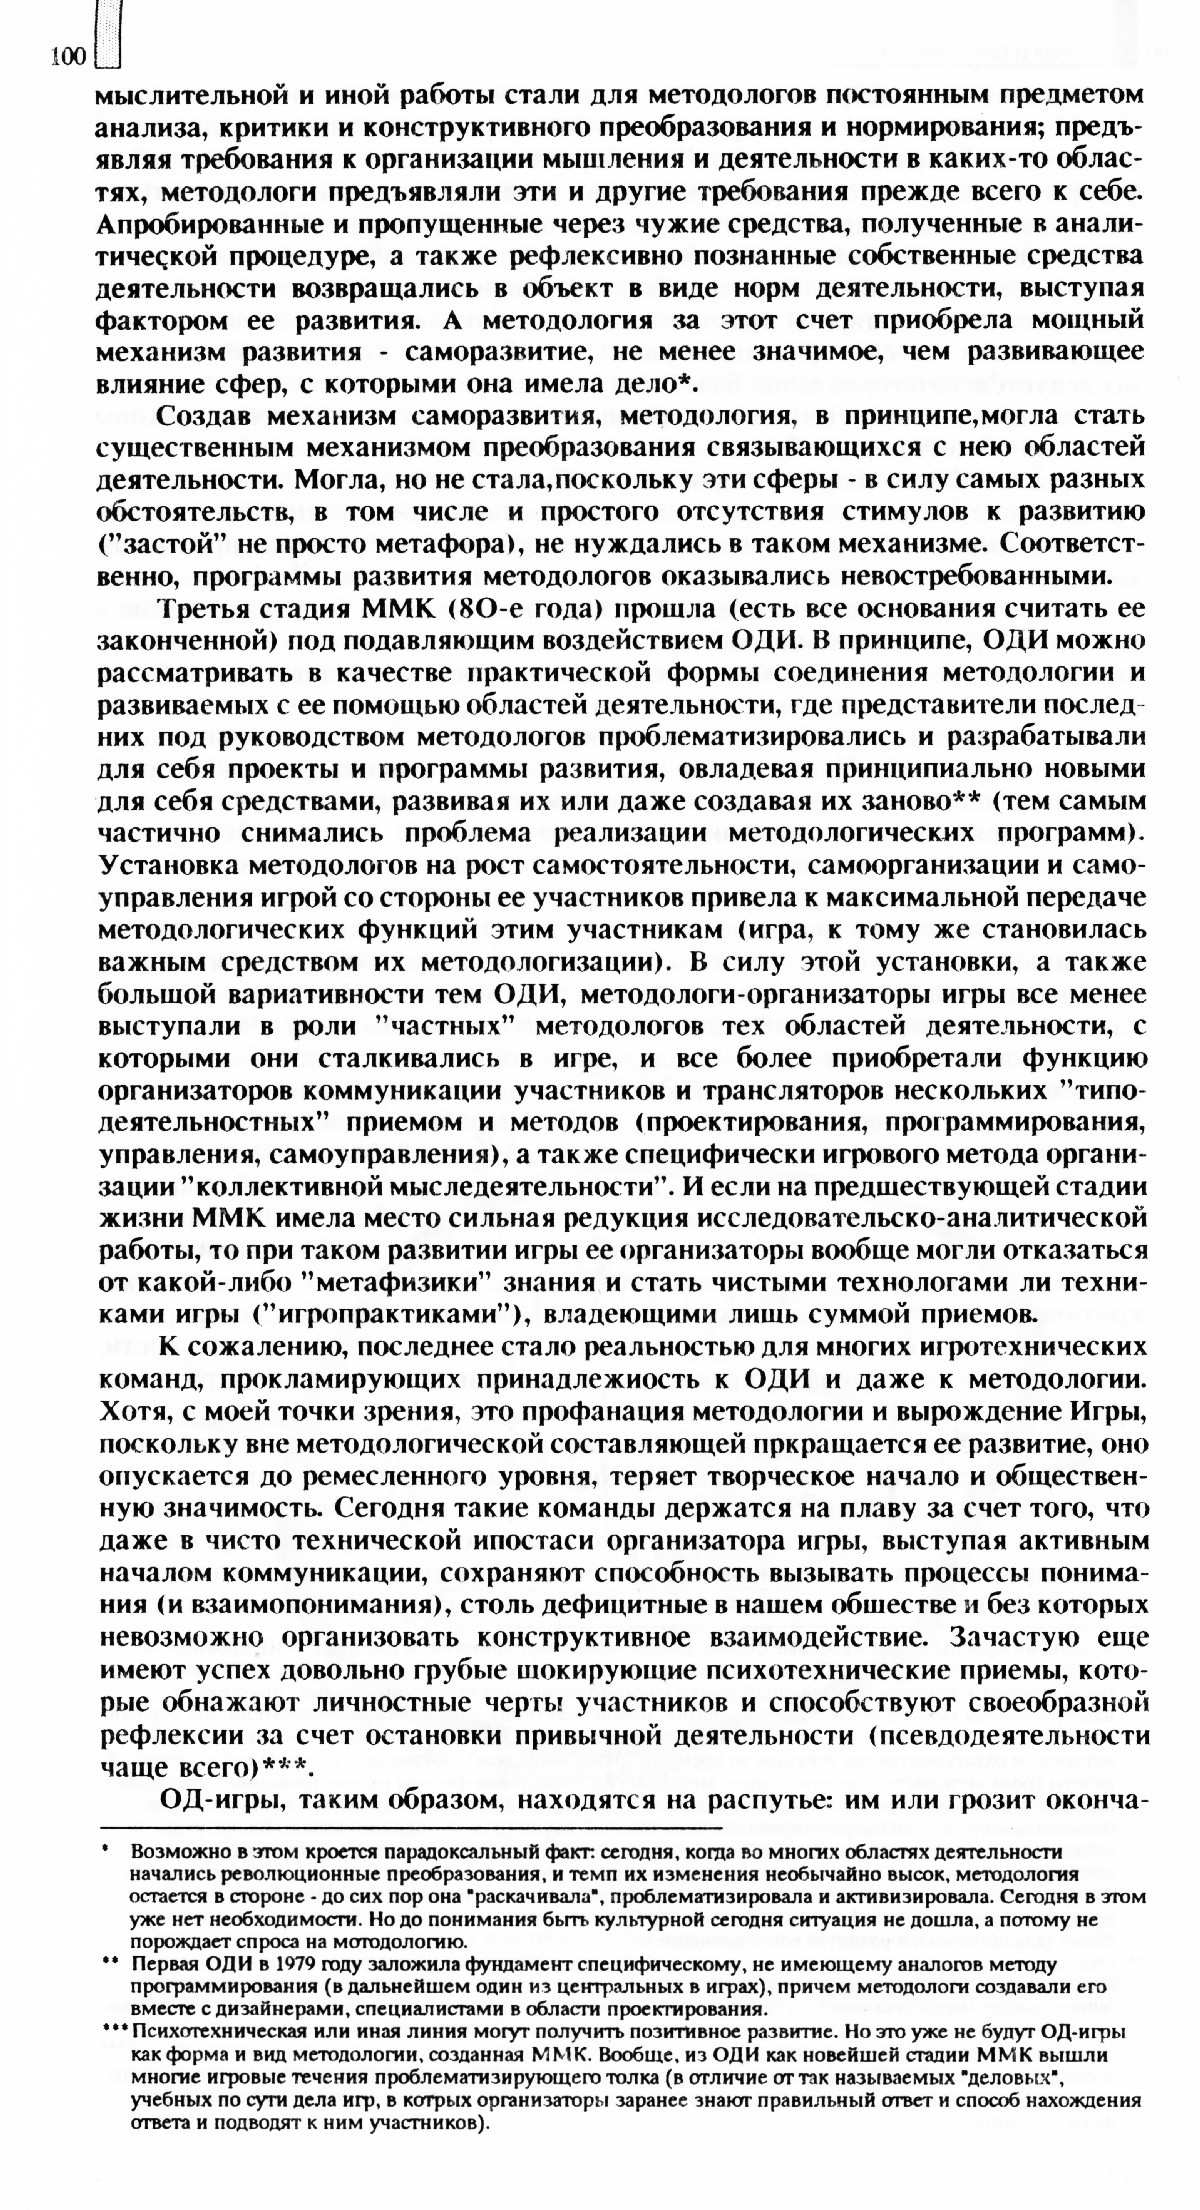 100
мыслительной и иной работы стали для методологов постоянным предметом
анализа, критики и конструктивного преобразования и нормирования; предъ-
являя требования к организации мышления и деятельности в каких-то облас-
тях, методологи предъявляли эти и другие требования прежде всего к себе.
Апробированные и пропущенные через чужие средства, полученные в анали-
тической процедуре, а также рефлексивно познанные собственные средства
деятельности возвращались в объект в виде норм деятельности, выступая
фактором ее развития. А методология за этот счет приобрела мощный
механизм развития - саморазвитие, не менее значимое, чем развивающее
влияние сфер, с которыми она имела дело*.
Создав механизм саморазвития, методология, в принципе,могла стать
существенным механизмом преобразования связывающихся с нею областей
деятельности. Могла, но не стала,поскольку эти сферы - в силу самых разных
обстоятельств, в том числе и простого отсутствия стимулов к развитию
("застой" не просто метафора), не нуждались в таком механизме. Соответст-
венно, программы развития методологов оказывались невостребованными.
Третья стадия ММК (8О-е года) прошла (есть все основания считать ее
законченной) под подавляющим воздействием ОДИ. В принципе, ОДИ можно
рассматривать в качестве практической формы соединения методологии и
развиваемых с ее помощью областей деятельности, где представители послед-
них под руководством методологов проблематизировались и разрабатывали
для себя проекты и программы развития, овладевая принципиально новыми
для себя средствами, развивая их или даже создавая их заново** (тем самым
частично снимались проблема реализации методологических программ).
Установка методологов на рост самостоятельности, самоорганизации и само-
управления игрой со стороны ее участников привела к максимальной передаче
методологических функций этим участникам (игра, к тому же становилась
важным средством их методологизации). В силу этой установки, а также
большой вариативности тем ОДИ, методологи-организаторы игры все менее
выступали в роли "частных" методологов тех областей деятельности, с
которыми они сталкивались в игре, и все более приобретали функцию
организаторов коммуникации участников и трансляторов нескольких "типо-
деятельностных" приемом и методов (проектирования, программирования,
управления, самоуправления), а также специфически игрового метода органи-
зации "коллективной мыследеятельности". И если на предшествующей стадии
жизни ММК имела место сильная редукция исследовательско-аналитической
работы, то при таком развитии игры ее организаторы вообще могли отказаться
от какой-либо "метафизики" знания и стать чистыми технологами ли техни-
ками игры ("игропрактиками"), владеющими лишь суммой приемов.
К сожалению, последнее стало реальностью для многих игротехнических
команд, прокламирующих принадлежиость к ОДИ и даже к методологии.
Хотя, с моей точки зрения, это профанация методологии и вырождение Игры,
поскольку вне методологической составляющей пркращается ее развитие, оно
опускается до ремесленного уровня, теряет творческое начало и обществен-
ную значимость. Сегодня такие команды держатся на плаву за счет того, что
даже в чисто технической ипостаси организатора игры, выступая активным
началом коммуникации, сохраняют способность вызывать процессы понима-
ния (и взаимопонимания), столь дефицитные в нашем обшестве и без которых
невозможно организовать конструктивное взаимодействие. Зачастую еще
имеют успех довольно грубые шокирующие психотехнические приемы, кото-
рые обнажают личностные черты участников и способствуют своеобразной
рефлексии за счет остановки привычной деятельности (псевдодеятельности
чаще всего)***.
ОД-игры, таким образом, находятся на распутье: им или грозит оконча-
* Возможно в этом кроется парадоксальный факт: сегодня, когда во многих областях деятельности
начались революционные преобразования, и темп их изменения необычайно высок, методология
остается в стороне - до сих пор она "раскачивала", проблематизировала и активизировала. Сегодня в этом
уже нет необходимости. Но до понимания быть культурной сегодня ситуация не дошла, а потому не
порождает спроса на мотодологию.
** Первая ОДИ в 1979 году заложила фундамент специфическому, не имеющему аналогов методу
программирования (в дальнейшем один из центральных в играх), причем методологи создавали его
вместе с дизайнерами, специалистами в области проектирования.
*** Психотехническая или иная линия могут получить позитивное развитие. Но это уже не будут ОД-игры
как форма и вид методологии, созданная ММК. Вообще, из ОДИ как новейшей стадии ММК вышли
многие игровые течения проблематизирующего толка (в отличие от так называемых "деловых",
учебных по сути дела игр, в котрых организаторы заранее знают правильный ответ и способ нахождения
ответа и подводят к ним участников).